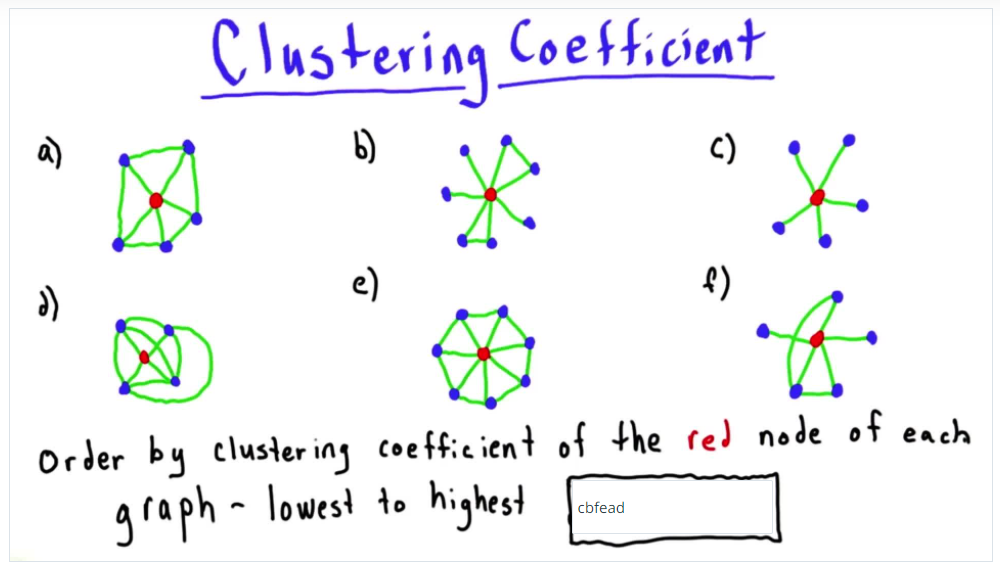 Clustering Coefficient
a) b) c)
d) e) f)
Order by clustering coefficient of the red node of each
graph - lowest to highest cbfead